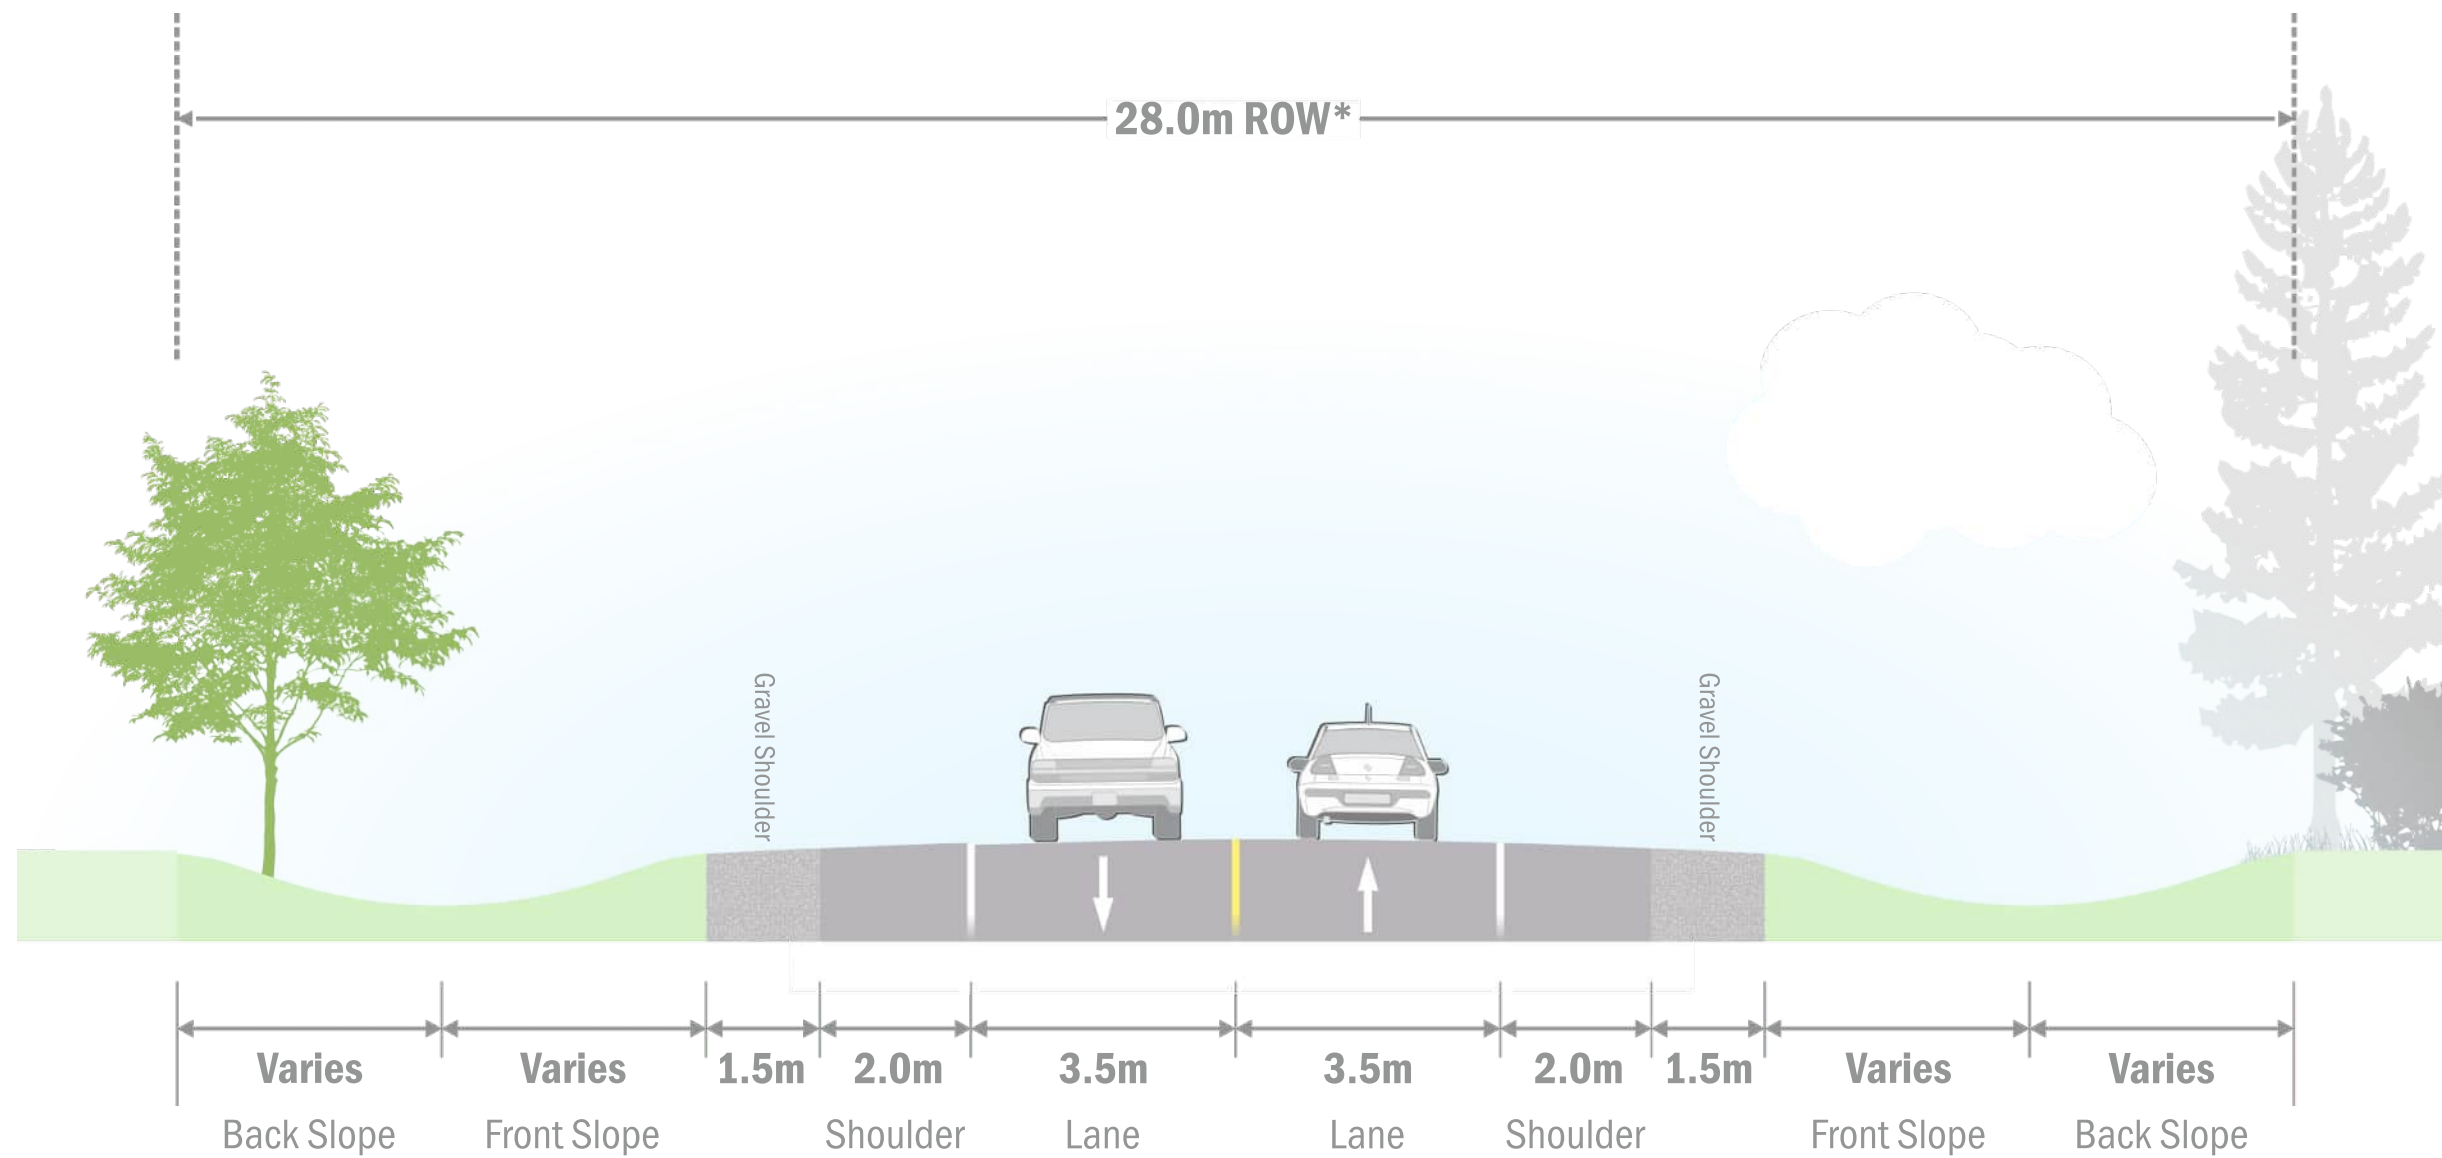 28.0m ROW*
Gravel Shoulder
Gravel Shoulder
Varies Varies 1.5m 2.0m 3.5m 3.5m 2.0m 1.5m Varies Varies
Back Slope Front Slope Shoulder Lane Lane Shoulder Front Slope Back Slope